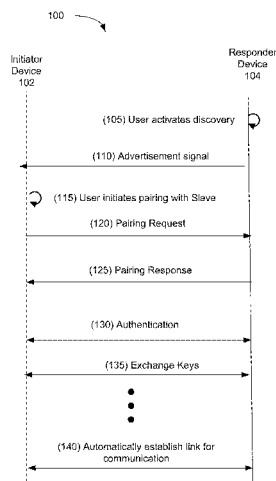 100
Initiator
Device
102
Responder
Device
104
(105) User activates discovery
(110) Advertisement signal
(115) User initiates pairing with Sleve
(120) Pairing Request
(125) Pairing Response
(130) Authentication
(135) Exchange Keys
(140) Automatically establish link for
communication